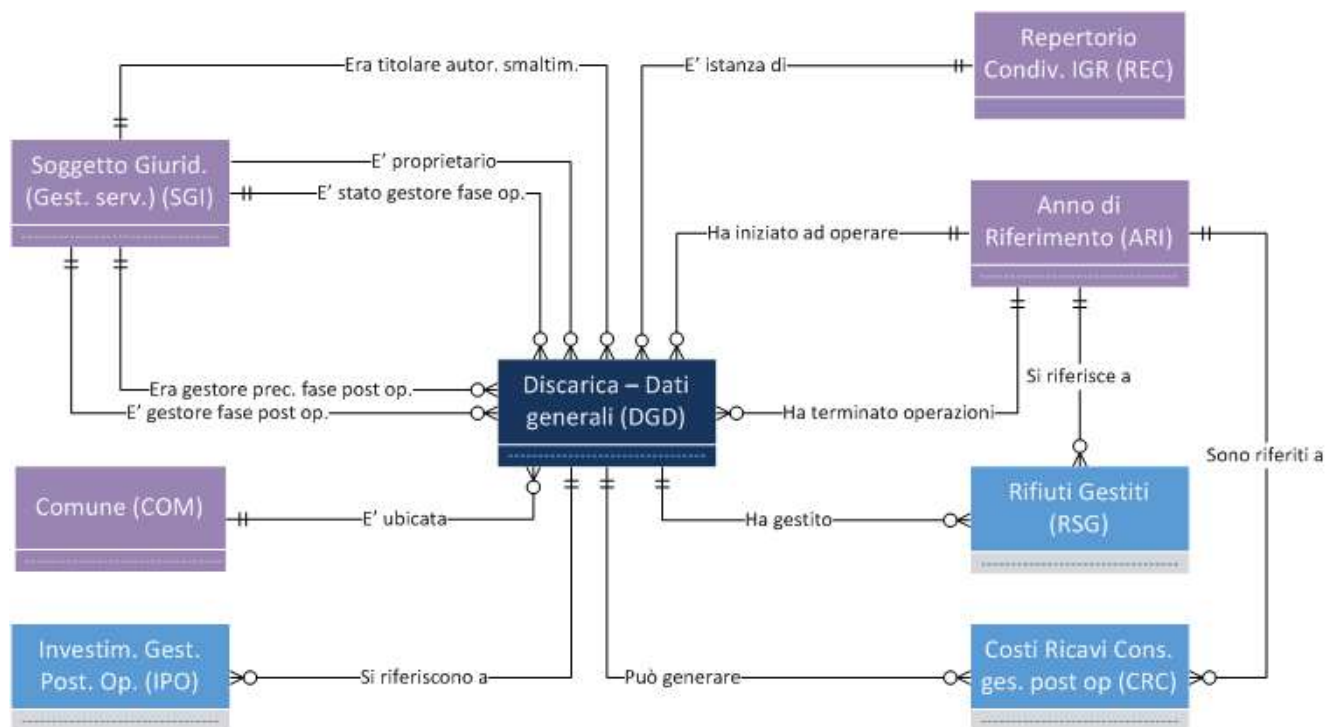 Repertorio
Condiv. IGR (REC)
Era titolare autor. smaltim.
E' istanza di
Soggetto Giurid.
(Gest. serv.) (SGI)
E' proprietario
E' stato gestore fase op.
Anno di
Riferimento (ARI)
Ha iniziato ad operare
Era gestore prec. fase post op.
E' gestore fase post op.
Discarica – Dati
generali (DGD)
Si riferisce a
Ha terminato operazioni
Sono riferiti a
Comune (COM)
E' ubicata
Ha gestito
Rifiuti Gestiti
(RSG)
Investim. Gest.
Post. Op. (IPO)
Si riferiscono a
Può generare
Costi Ricavi Cons.
ges. post op (CRC)